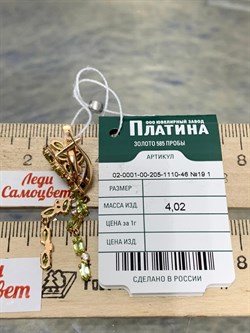 ООО ЮВЕЛИРНЫЙ ЗАВОД
ПЛАТИНА
ЗОЛОТО 585 ПРОБЫ
АРТИКУЛ
02-0001-00-205-1110-46 №19 1
РАЗМЕР
МАССА ИЗД. 4,02
ЦЕНА за 1г
ЦЕНА ИЗД.
СДЕЛАНО В РОССИИ
Леди
Самоцвет
Леди
моцвет